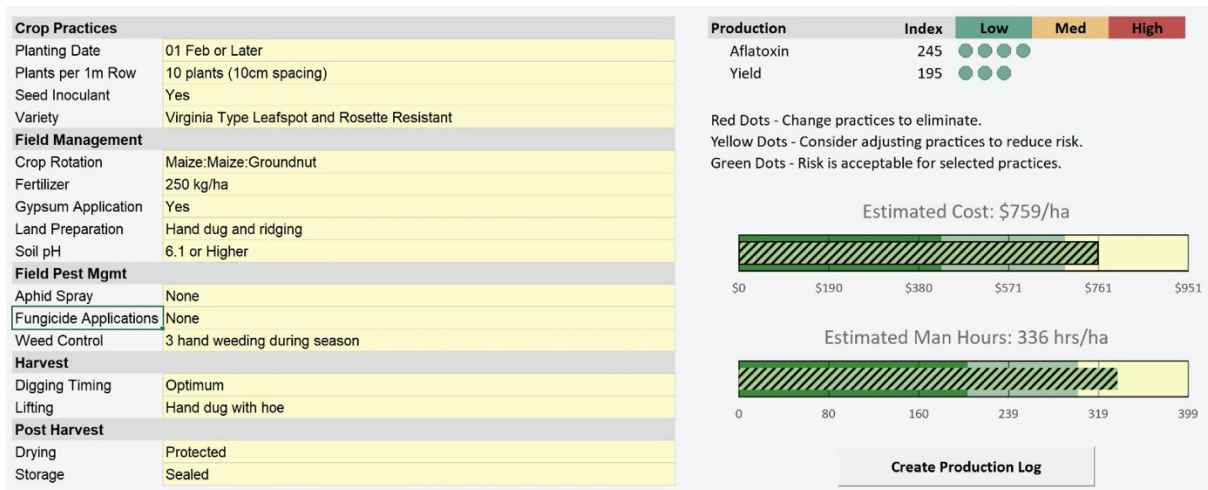 Crop Practices
Planting Date 01 Feb or Later
Plants per 1m Row 10 plants (10cm spacing)
Seed Inoculant Yes
Variety Virginia Type Leafspot and Rosette Resistant
Field Management
Crop Rotation Maize:Maize:Groundnut
Fertilizer 250 kg/ha
Gypsum Application Yes
Land Preparation Hand dug and ridging
Soil pH 6.1 or Higher
Field Pest Mgmt
Aphid Spray None
Fungicide Applications None
Weed Control 3 hand weeding during season
Harvest
Digging Timing Optimum
Lifting Hand dug with hoe
Post Harvest
Drying Protected
Storage Sealed
Production Index Low Med High
Aflatoxin 245
Yield 195
Red Dots - Change practices to eliminate.
Yellow Dots - Consider adjusting practices to reduce risk.
Green Dots - Risk is acceptable for selected practices.
Estimated Cost: $759/ha
$0 $190 $380 $571 $761 $951
Estimated Man Hours: 336 hrs/ha
0 80 160 239 319 399
Create Production Log